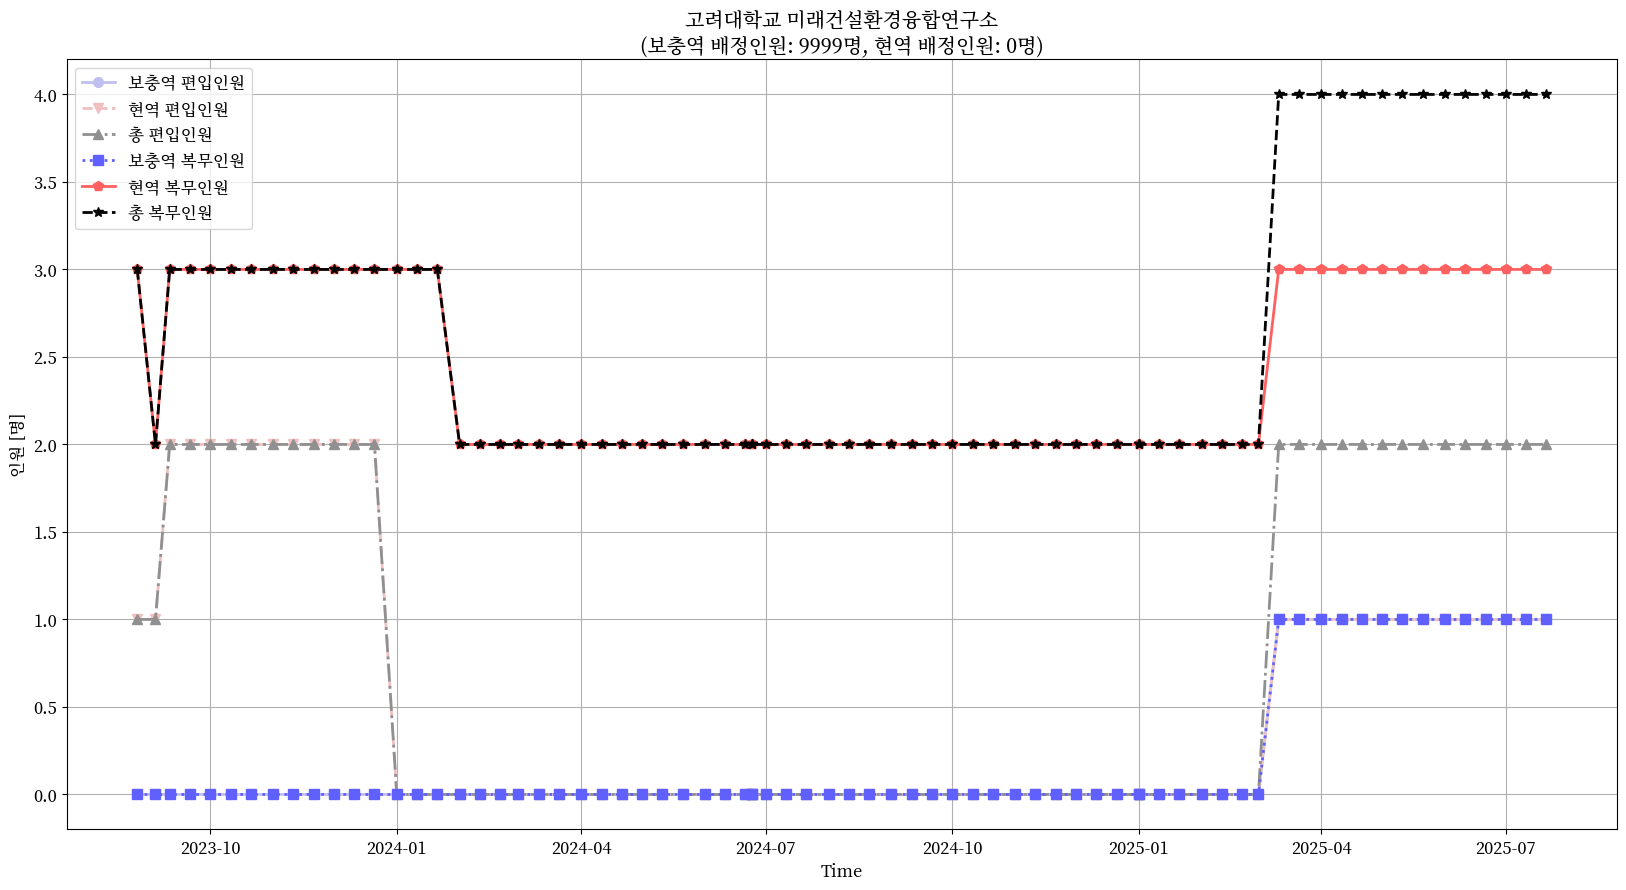 고려대학교 미래건설환경융합연구소
(보충역 배정인원: 9999명, 현역 배정인원: 0명)
보충역 편입인원
현역 편입인원
총 편입인원
보충역 복무인원
현역 복무인원
총 복무인원
4.0
3.5
3.0
2.5
2.0
1.5
1.0
0.5
0.0
인원 [명]
2023-10
2024-01
2024-04
2024-07
2024-10
2025-01
2025-04
2025-07
Time